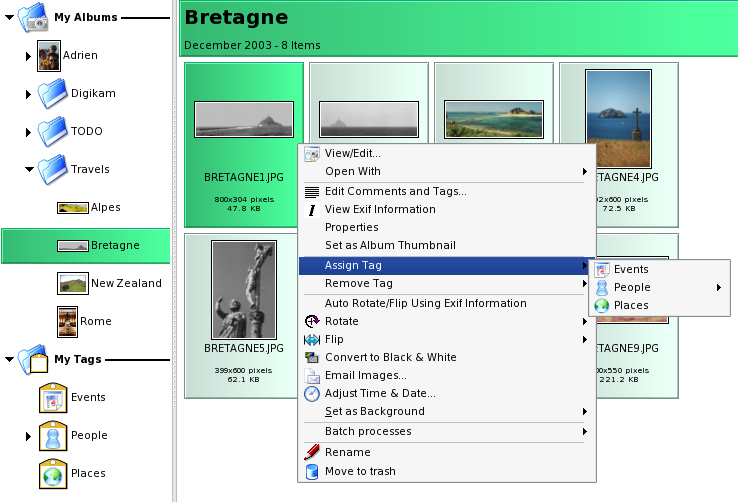 My Albums
Adrien
Digikam
TODO
Travels
Alpes
Bretagne
New Zealand
Rome
My Tags
Events
People
Places
Bretagne
December 2003 - 8 Items
BRETAGNE1.JPG
800x304 pixels
47.8 KB
TAGNE4.JPG
2x600 pixels
72.5 KB
BRETAGNE5.JPG
399x600 pixels
62.1 KB
TAGNE9.JPG
0x550 pixels
221.2 KB
View/Edit...
Open With
Edit Comments and Tags...
View Exif Information
Properties
Set as Album Thumbnail
Assign Tag
Remove Tag
Auto Rotate/Flip Using Exif Information
Rotate
Flip
Convert to Black & White
Email Images...
Adjust Time & Date...
Set as Background
Batch processes
Rename
Move to trash
Events
People
Places